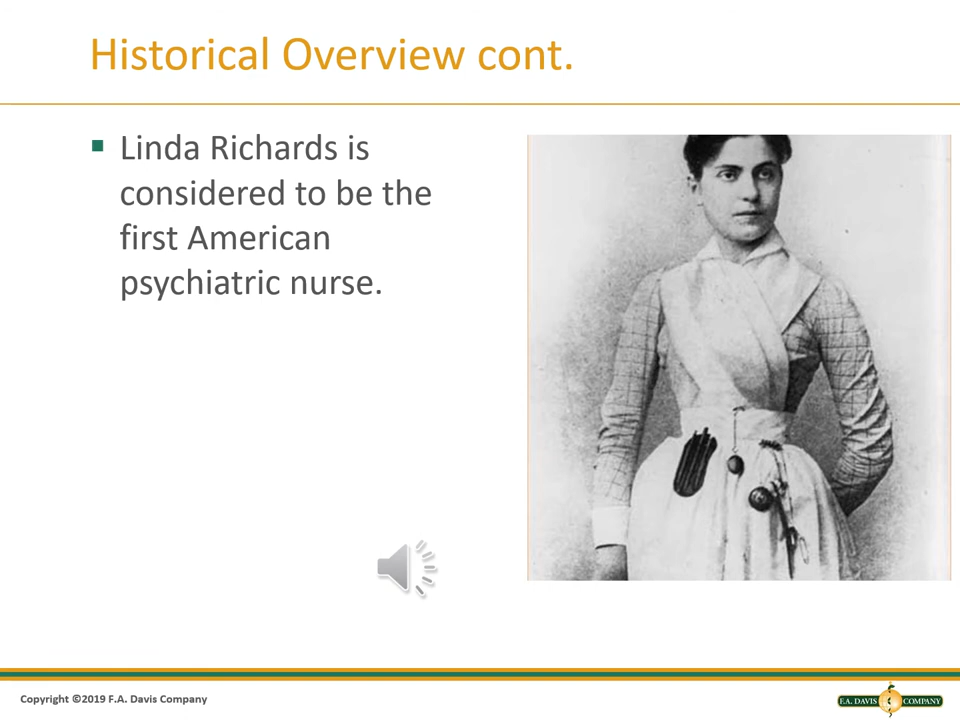 Historical Overview cont.
▪ Linda Richards is
considered to be the
first American
psychiatric nurse.
Copyright ©2019 F.A. Davis Company
F.A. DAVIS COMPANY